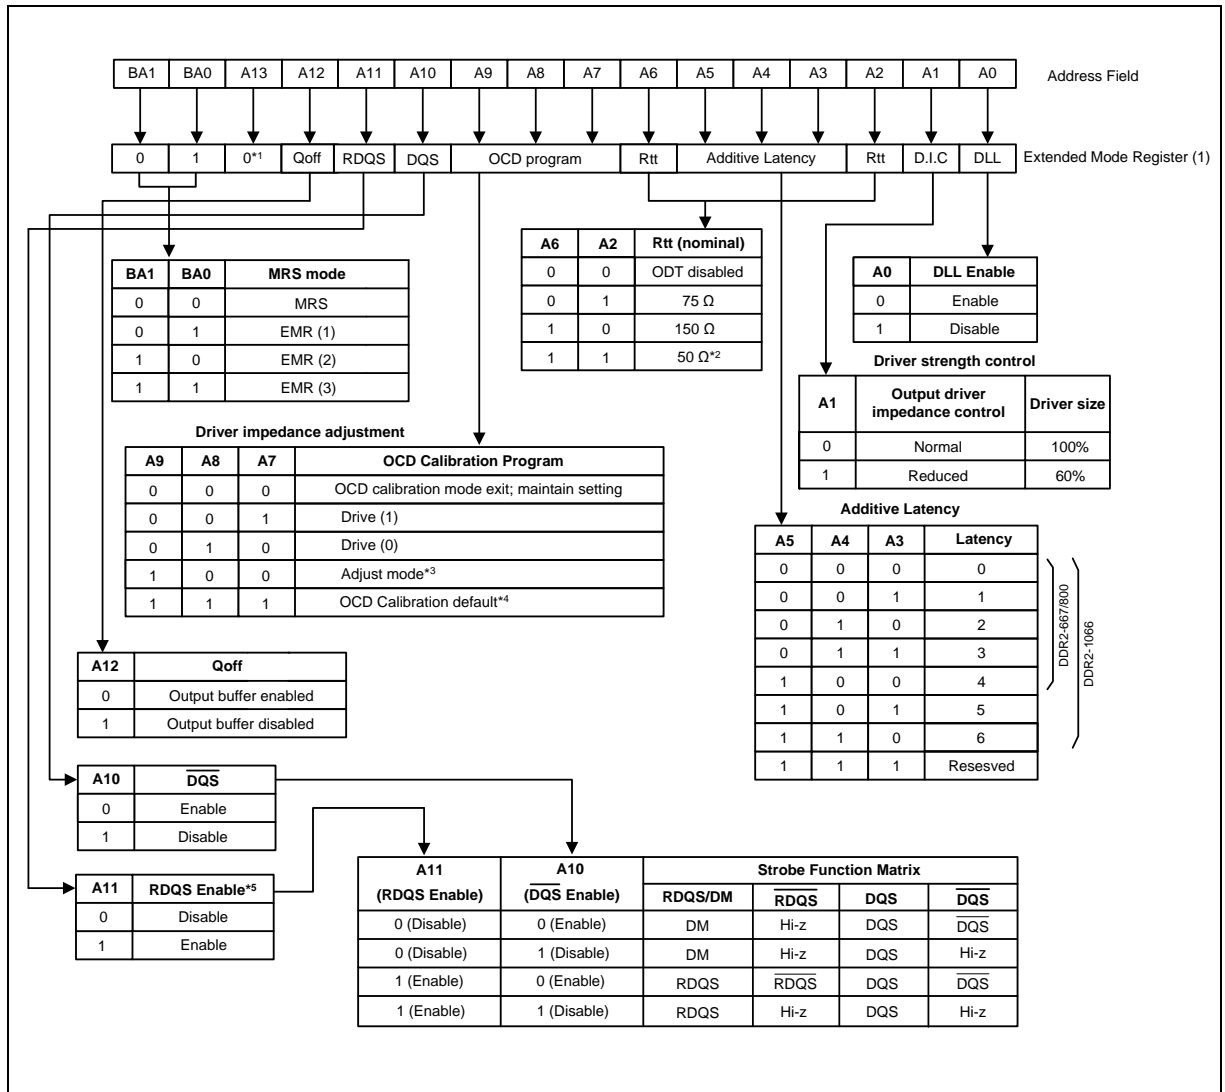 BA1 BA0 A13 A12 A11 A10 A9 A8 A7 A6 A5 A4 A3 A2 A1 A0 Address Field
0 1 0*1 Qoff RDQS DQS OCD program Rtt Additive Latency Rtt D.I.C DLL Extended Mode Register (1)
BA1 BA0 MRS mode
0 0 MRS
0 1 EMR (1)
1 0 EMR (2)
1 1 EMR (3)
A6 A2 Rtt (nominal)
0 0 ODT disabled
0 1 75 Ω
1 0 150 Ω
1 1 50 Ω*2
A0 DLL Enable
0 Enable
1 Disable
Driver strength control
A1 Output driver impedance control Driver size
0 Normal 100%
1 Reduced 60%
Driver impedance adjustment
A9 A8 A7 OCD Calibration Program
0 0 0 OCD calibration mode exit; maintain setting
0 0 1 Drive (1)
0 1 0 Drive (0)
1 0 0 Adjust mode*3
1 1 1 OCD Calibration default*4
Additive Latency
A5 A4 A3 Latency
0 0 0 0
0 0 1 1
0 1 0 2
0 1 1 3
1 0 0 4
1 0 1 5
1 1 0 6
1 1 1 Resesved
DDR2-667/800
DDR2-1066
A12 Qoff
0 Output buffer enabled
1 Output buffer disabled
A10 D̅Q̅S̅
0 Enable
1 Disable
A11 RDQS Enable*5
0 Disable
1 Enable
A11 (RDQS Enable) A10 (D̅Q̅S̅ Enable) Strobe Function Matrix
RDQS/DM R̅D̅Q̅S̅ DQS D̅Q̅S̅
0 (Disable) 0 (Enable) DM Hi-z DQS D̅Q̅S̅
0 (Disable) 1 (Disable) DM Hi-z DQS Hi-z
1 (Enable) 0 (Enable) RDQS R̅D̅Q̅S̅ DQS D̅Q̅S̅
1 (Enable) 1 (Disable) RDQS Hi-z DQS Hi-z